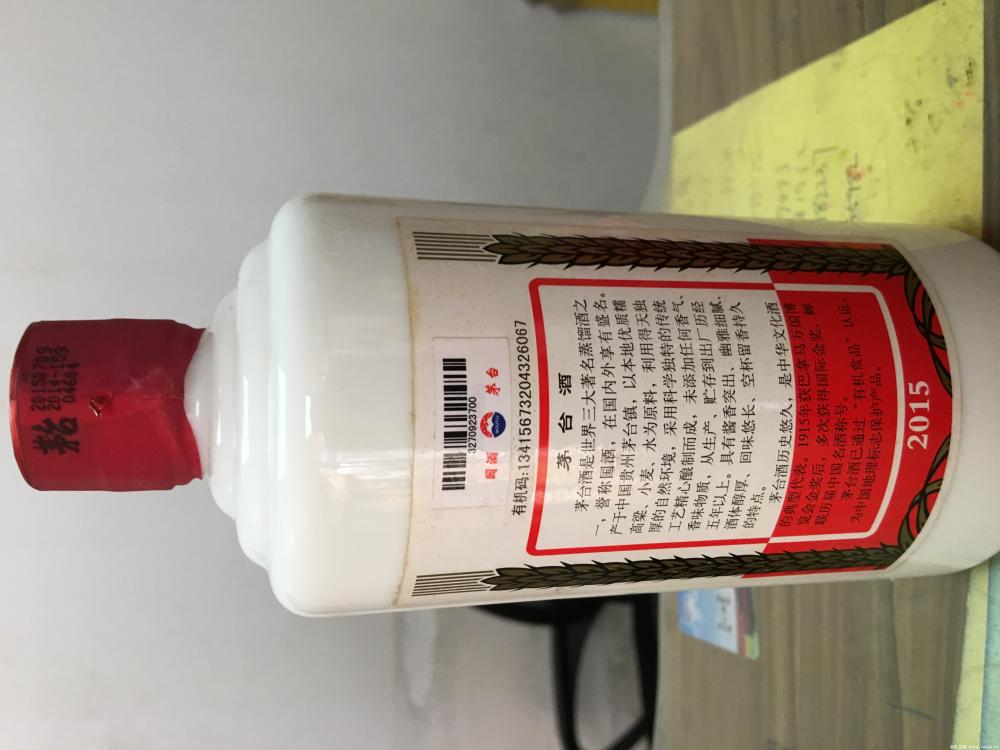 茅台
20150709
2014-159
04604
3270923700
国酒 茅台
有机码:134156732043260​67
茅台酒
茅台酒是世界三大著名蒸馏酒之
一，誉称国酒，在国内外享有盛名。
产于中国贵州茅台镇，以本地优质糯
高粱、小麦、水为原料，利用得天独
厚的自然环境，采用科学独特的传统
工艺精心酿制而成，未添加任何香气、
香味物质，从生产、贮存到出厂历经
五年以上。具有酱香突出、幽雅细腻、
酒体醇厚、回味悠长、空杯留香持久
的特点。
茅台酒历史悠久，是中华文化酒
的典型代表。1915年获巴拿马万国博
览会金奖后，多次获得国际金奖，蝉
联历届中国名酒称号。
茅台酒已通过“有机食品”认证，
为中国地理标志保护产品。
2015